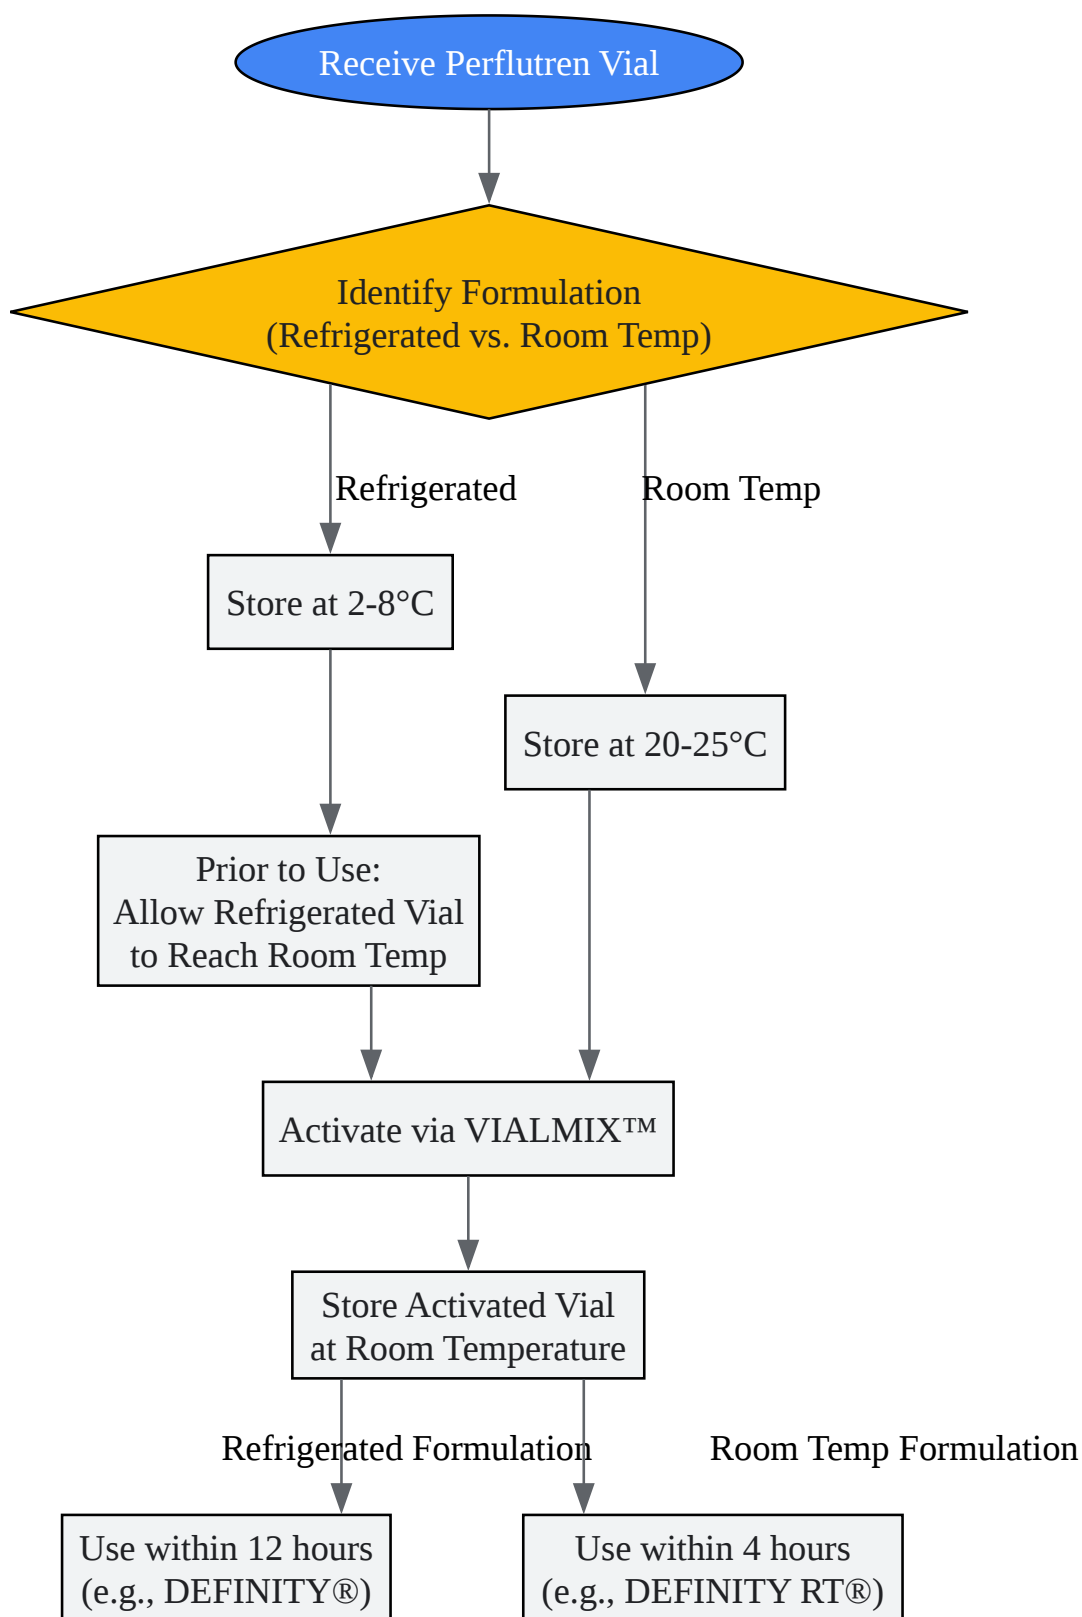 Receive Perflutren Vial
Identify Formulation
(Refrigerated vs. Room Temp)
Refrigerated
Room Temp
Store at 2-8°C
Store at 20-25°C
Prior to Use:
Allow Refrigerated Vial
to Reach Room Temp
Activate via VIALMIX™
Store Activated Vial
at Room Temperature
Refrigerated Formulation
Room Temp Formulation
Use within 12 hours
(e.g., DEFINITY®)
Use within 4 hours
(e.g., DEFINITY RT®)